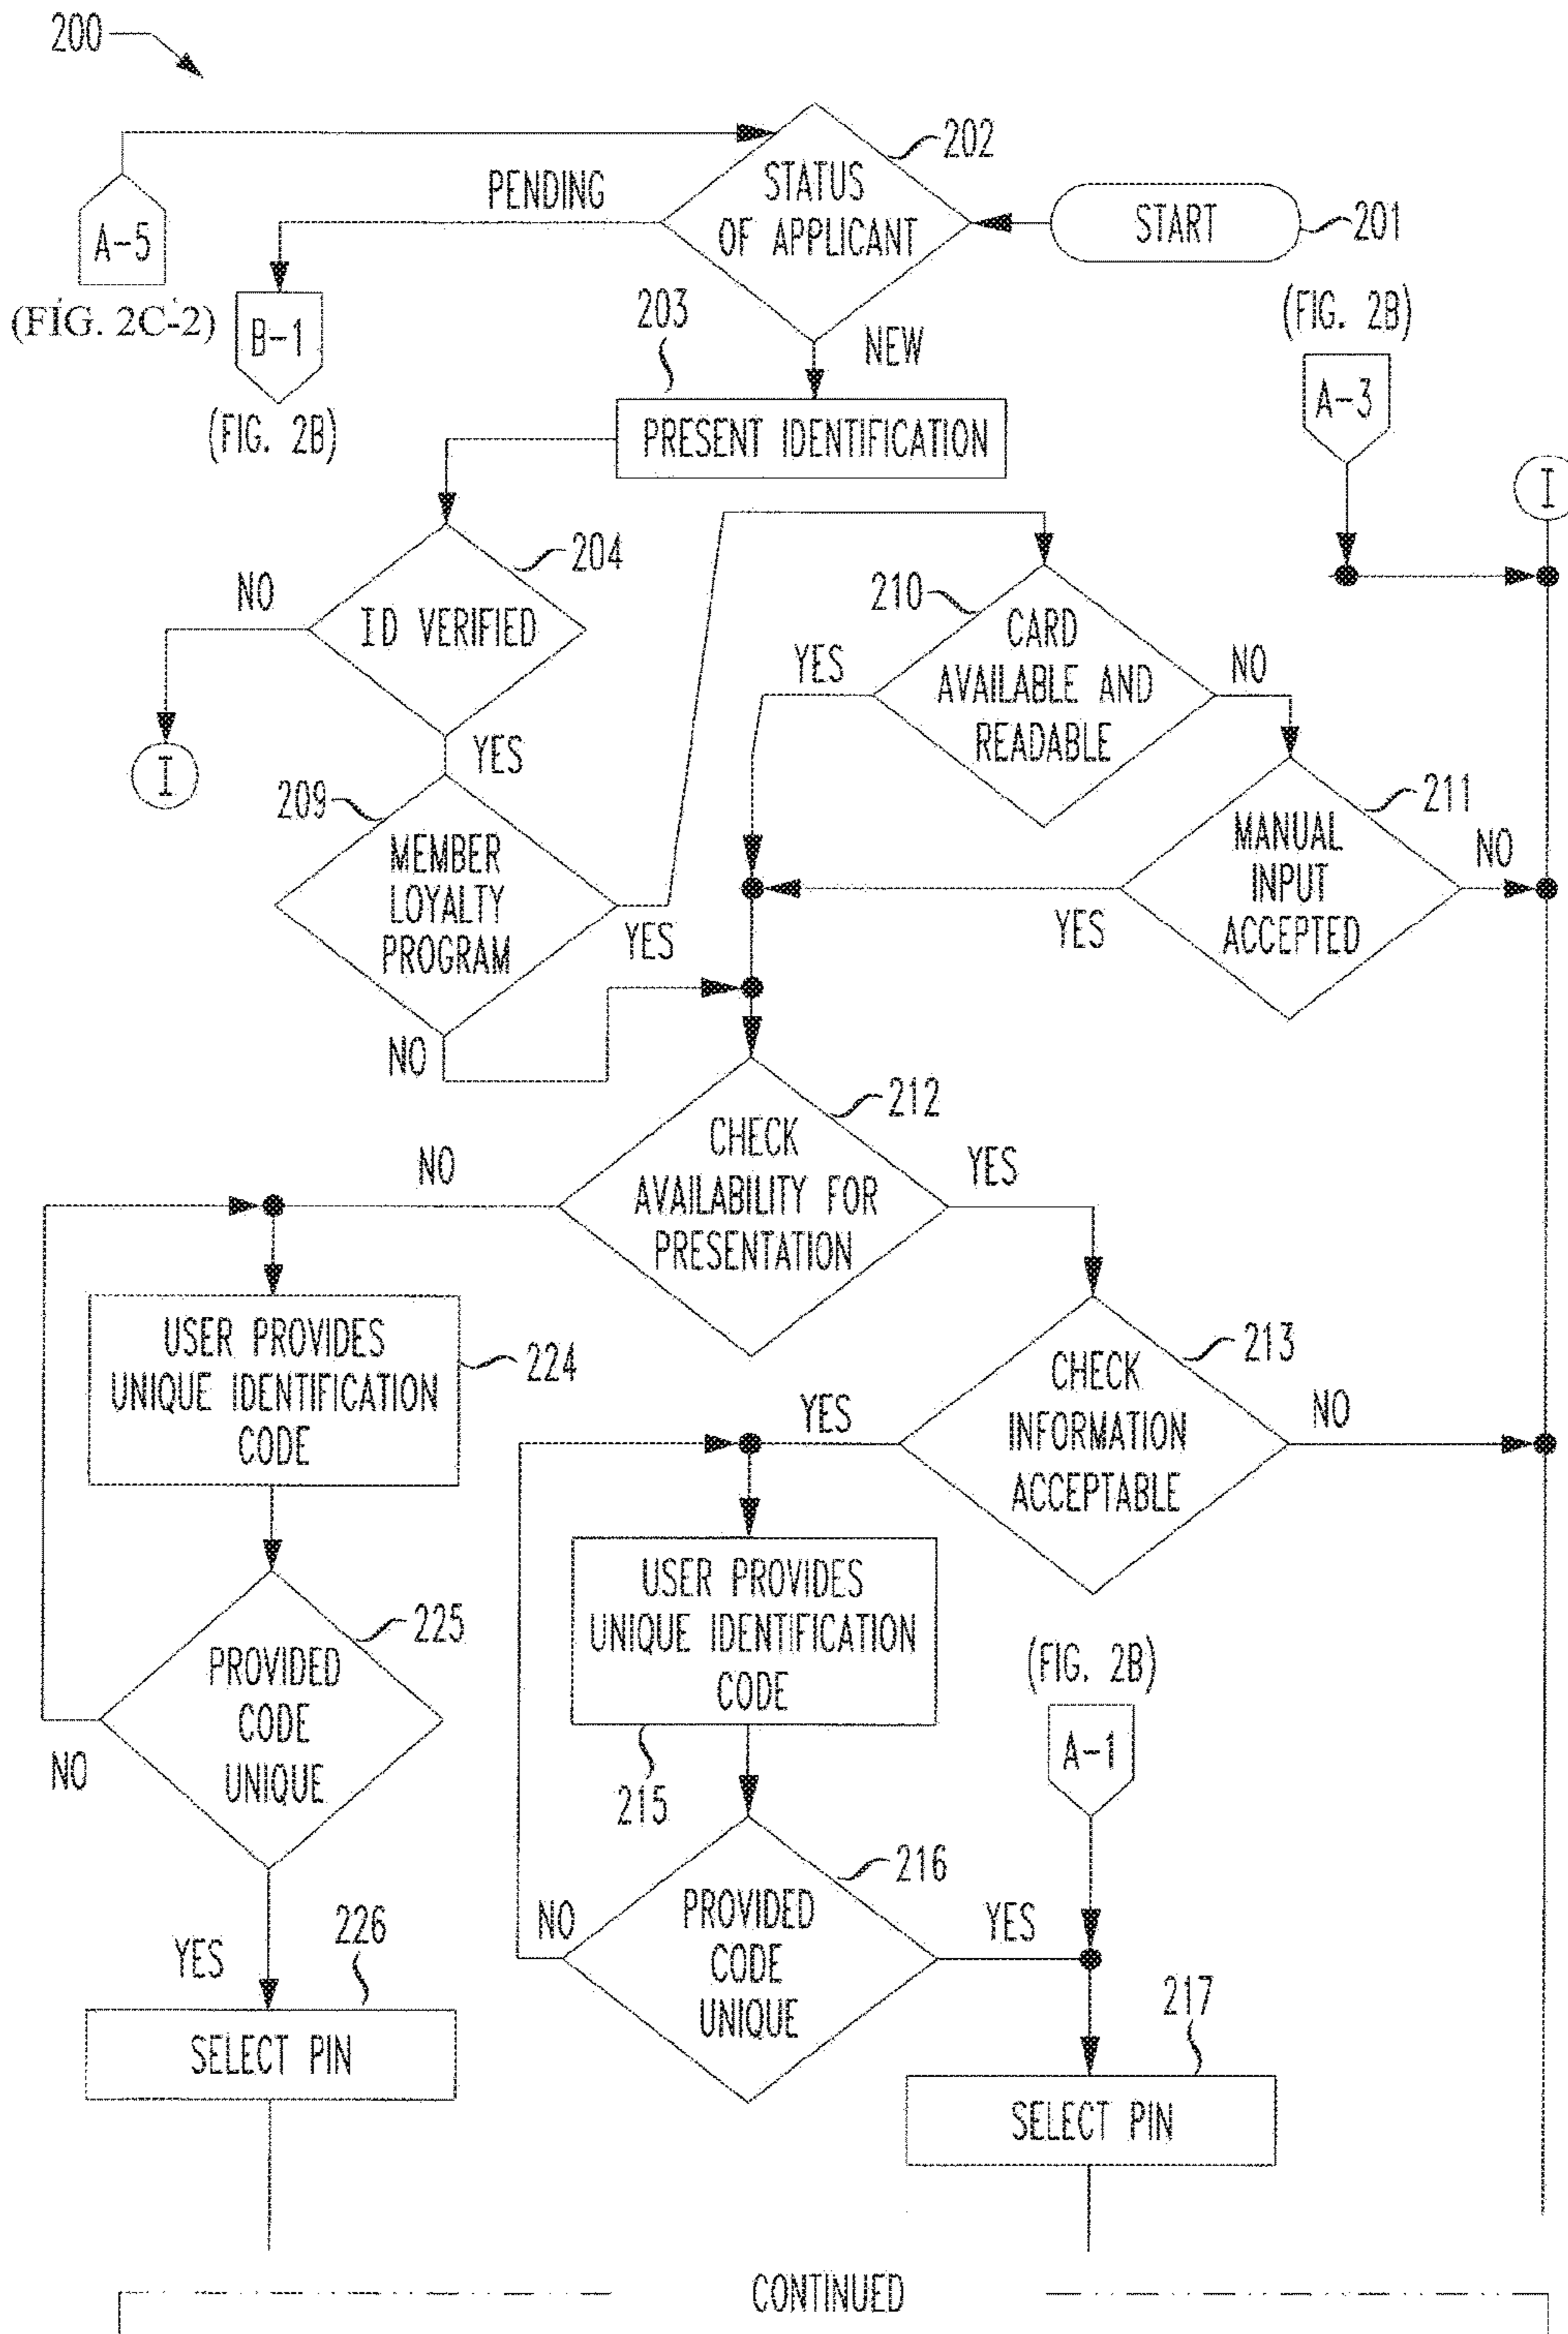 200
202
STATUS
OF APPLICANT
PENDING
START
201
A-5
(FIG. 2C-2)
B-1
(FIG. 2B)
203
NEW
(FIG. 2B)
A-3
PRESENT IDENTIFICATION
I
204
NO
ID VERIFIED
YES
I
210
CARD
AVAILABLE AND
READABLE
YES
NO
209
MEMBER
LOYALTY
PROGRAM
YES
NO
211
MANUAL
INPUT
ACCEPTED
NO
YES
212
CHECK
AVAILABILITY FOR
PRESENTATION
NO
YES
USER PROVIDES
UNIQUE IDENTIFICATION
CODE
224
213
CHECK
INFORMATION
ACCEPTABLE
YES
NO
225
PROVIDED
CODE
UNIQUE
NO
YES
USER PROVIDES
UNIQUE IDENTIFICATION
CODE
215
(FIG. 2B)
A-1
216
PROVIDED
CODE
UNIQUE
NO
YES
226
SELECT PIN
217
SELECT PIN
CONTINUED